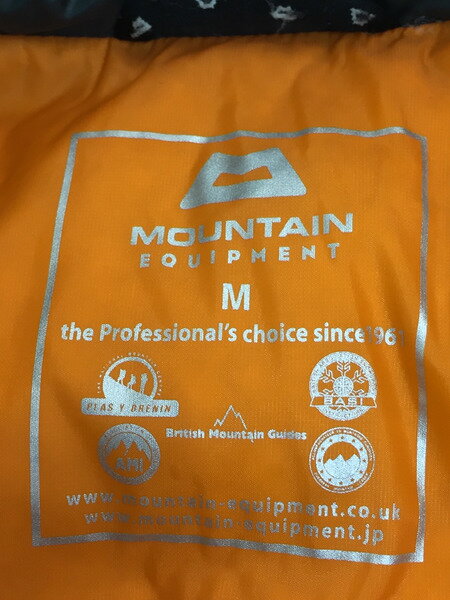 MOUNTAIN
EQUIPMENT
M
the Professional's choice since 1961
PLAS Y BRENIN
BASI
British Mountain Guides
AMI
www.mountain-equipment.co.uk
www.mountain-equipment.jp